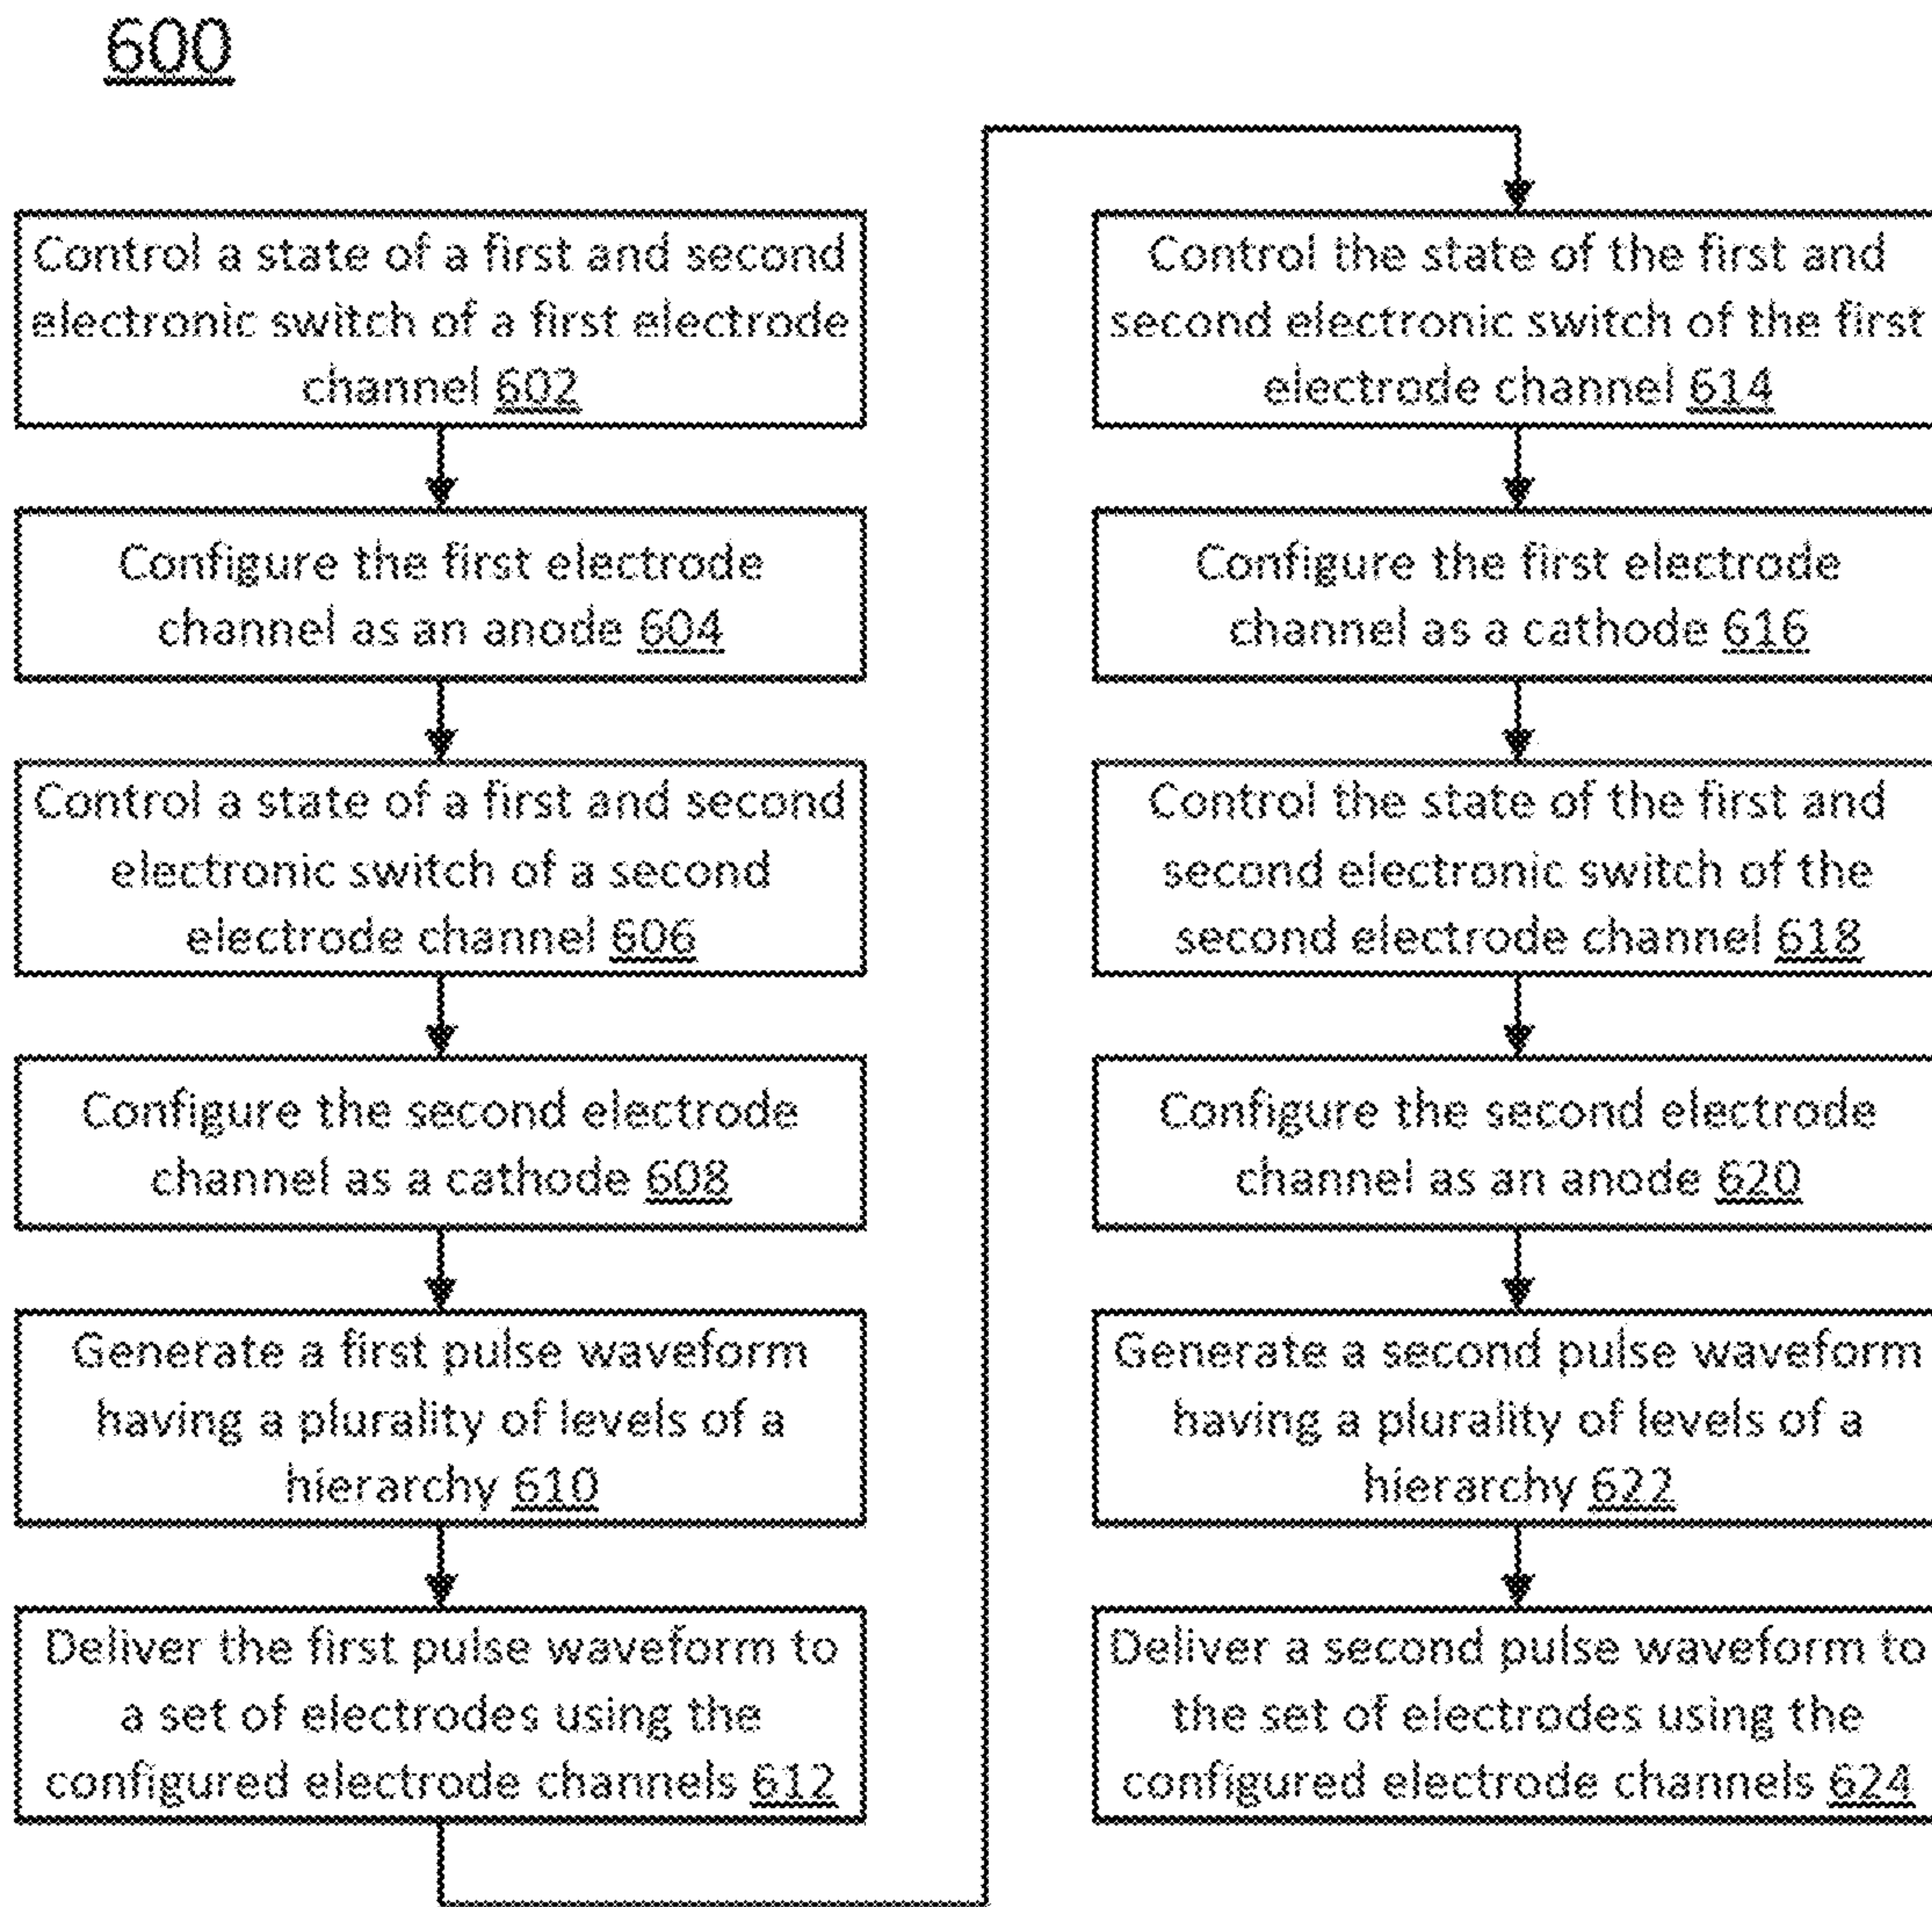 600
Control a state of a first and second
electronic switch of a first electrode
channel 602
Configure the first electrode
channel as an anode 604
Control a state of a first and second
electronic switch of a second
electrode channel 606
Configure the second electrode
channel as a cathode 608
Generate a first pulse waveform
having a plurality of levels of a
hierarchy 610
Deliver the first pulse waveform to
a set of electrodes using the
configured electrode channels 612
Control the state of the first and
second electronic switch of the first
electrode channel 614
Configure the first electrode
channel as a cathode 616
Control the state of the first and
second electronic switch of the
second electrode channel 618
Configure the second electrode
channel as an anode 620
Generate a second pulse waveform
having a plurality of levels of a
hierarchy 622
Deliver a second pulse waveform to
the set of electrodes using the
configured electrode channels 624